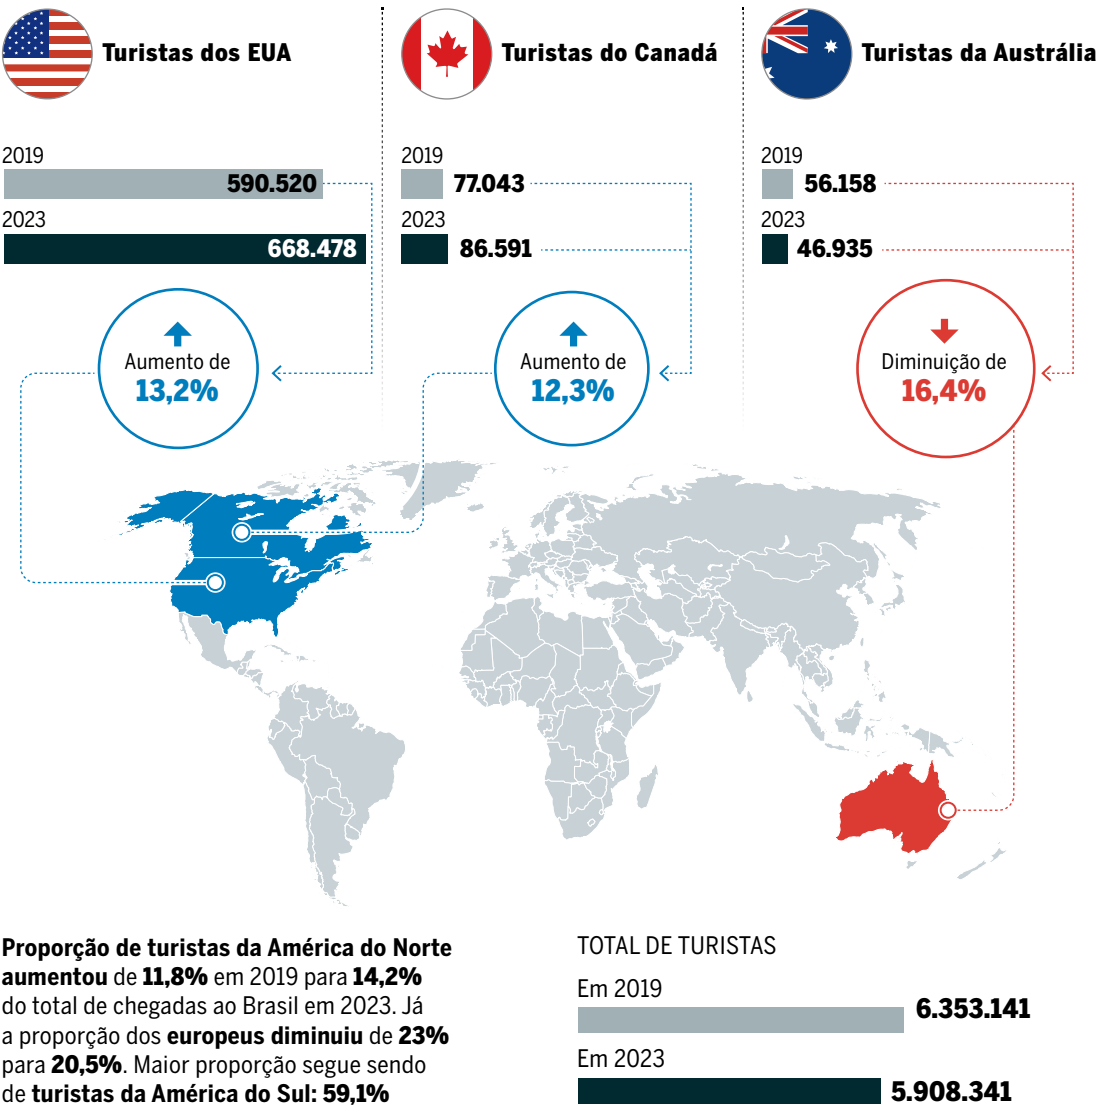 Turistas dos EUA
2019
590.520
2023
668.478
Aumento de
13,2%
Turistas do Canadá
2019
77.043
2023
86.591
Aumento de
12,3%
Turistas da Austrália
2019
56.158
2023
46.935
Diminuição de
16,4%
Proporção de turistas da América do Norte
aumentou de 11,8% em 2019 para 14,2%
do total de chegadas ao Brasil em 2023. Já
a proporção dos europeus diminuiu de 23%
para 20,5%. Maior proporção segue sendo
de turistas da América do Sul: 59,1%
TOTAL DE TURISTAS
Em 2019
6.353.141
Em 2023
5.908.341